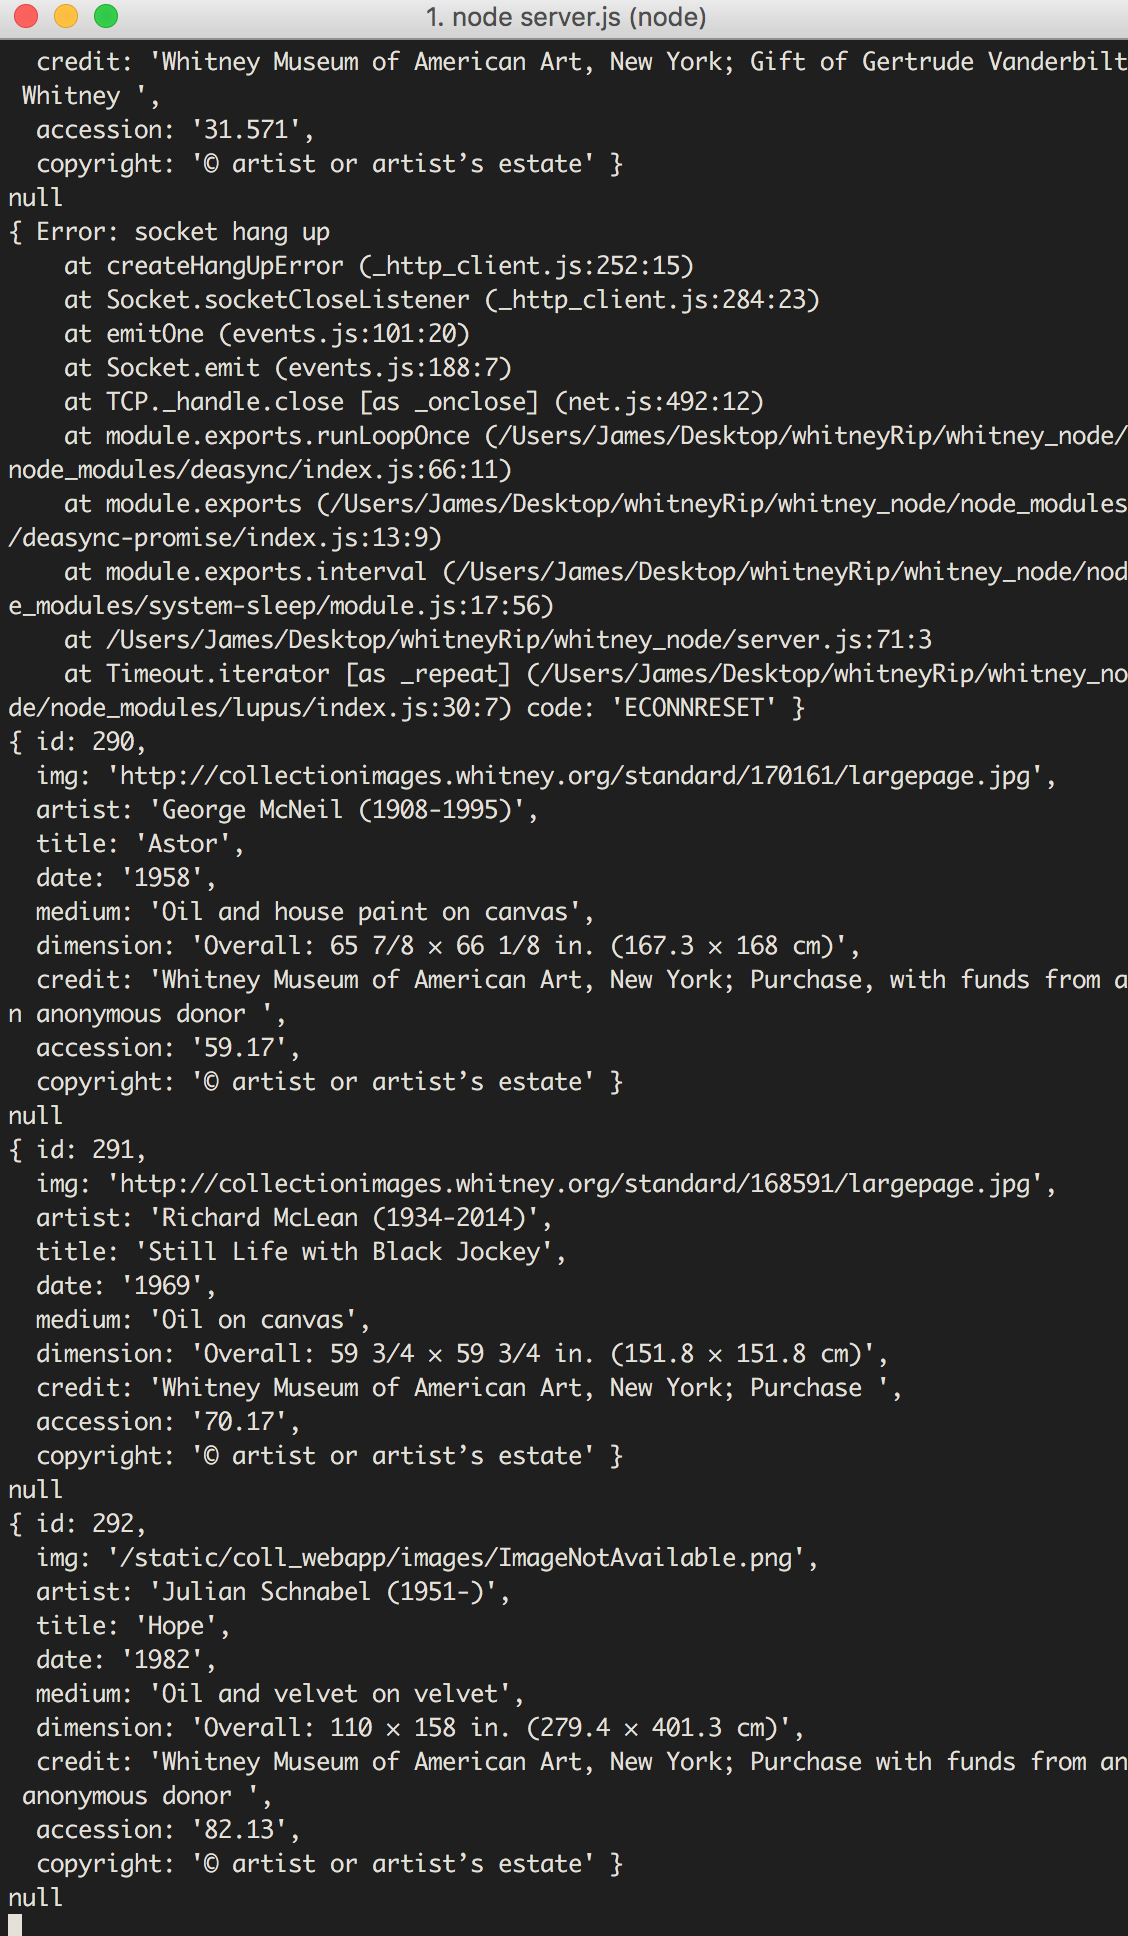 1. node server.js (node)
  credit: 'Whitney Museum of American Art, New York; Gift of Gertrude Vanderbilt
 Whitney ',
  accession: '31.571',
  copyright: '© artist or artist’s estate' }
null
{ Error: socket hang up
    at createHangUpError (_http_client.js:252:15)
    at Socket.socketCloseListener (_http_client.js:284:23)
    at emitOne (events.js:101:20)
    at Socket.emit (events.js:188:7)
    at TCP._handle.close [as _onclose] (net.js:492:12)
    at module.exports.runLoopOnce (/Users/James/Desktop/whitneyRip/whitney_node/
node_modules/deasync/index.js:66:11)
    at module.exports (/Users/James/Desktop/whitneyRip/whitney_node/node_modules
/deasync-promise/index.js:13:9)
    at module.exports.interval (/Users/James/Desktop/whitneyRip/whitney_node/nod
e_modules/system-sleep/module.js:17:56)
    at /Users/James/Desktop/whitneyRip/whitney_node/server.js:71:3
    at Timeout.iterator [as _repeat] (/Users/James/Desktop/whitneyRip/whitney_no
de/node_modules/lupus/index.js:30:7) code: 'ECONNRESET' }
{ id: 290,
  img: 'http://collectionimages.whitney.org/standard/170161/largepage.jpg',
  artist: 'George McNeil (1908-1995)',
  title: 'Astor',
  date: '1958',
  medium: 'Oil and house paint on canvas',
  dimension: 'Overall: 65 7/8 × 66 1/8 in. (167.3 × 168 cm)',
  credit: 'Whitney Museum of American Art, New York; Purchase, with funds from a
n anonymous donor ',
  accession: '59.17',
  copyright: '© artist or artist’s estate' }
null
{ id: 291,
  img: 'http://collectionimages.whitney.org/standard/168591/largepage.jpg',
  artist: 'Richard McLean (1934-2014)',
  title: 'Still Life with Black Jockey',
  date: '1969',
  medium: 'Oil on canvas',
  dimension: 'Overall: 59 3/4 × 59 3/4 in. (151.8 × 151.8 cm)',
  credit: 'Whitney Museum of American Art, New York; Purchase ',
  accession: '70.17',
  copyright: '© artist or artist’s estate' }
null
{ id: 292,
  img: '/static/coll_webapp/images/ImageNotAvailable.png',
  artist: 'Julian Schnabel (1951-)',
  title: 'Hope',
  date: '1982',
  medium: 'Oil and velvet on velvet',
  dimension: 'Overall: 110 × 158 in. (279.4 × 401.3 cm)',
  credit: 'Whitney Museum of American Art, New York; Purchase with funds from an
 anonymous donor ',
  accession: '82.13',
  copyright: '© artist or artist’s estate' }
null